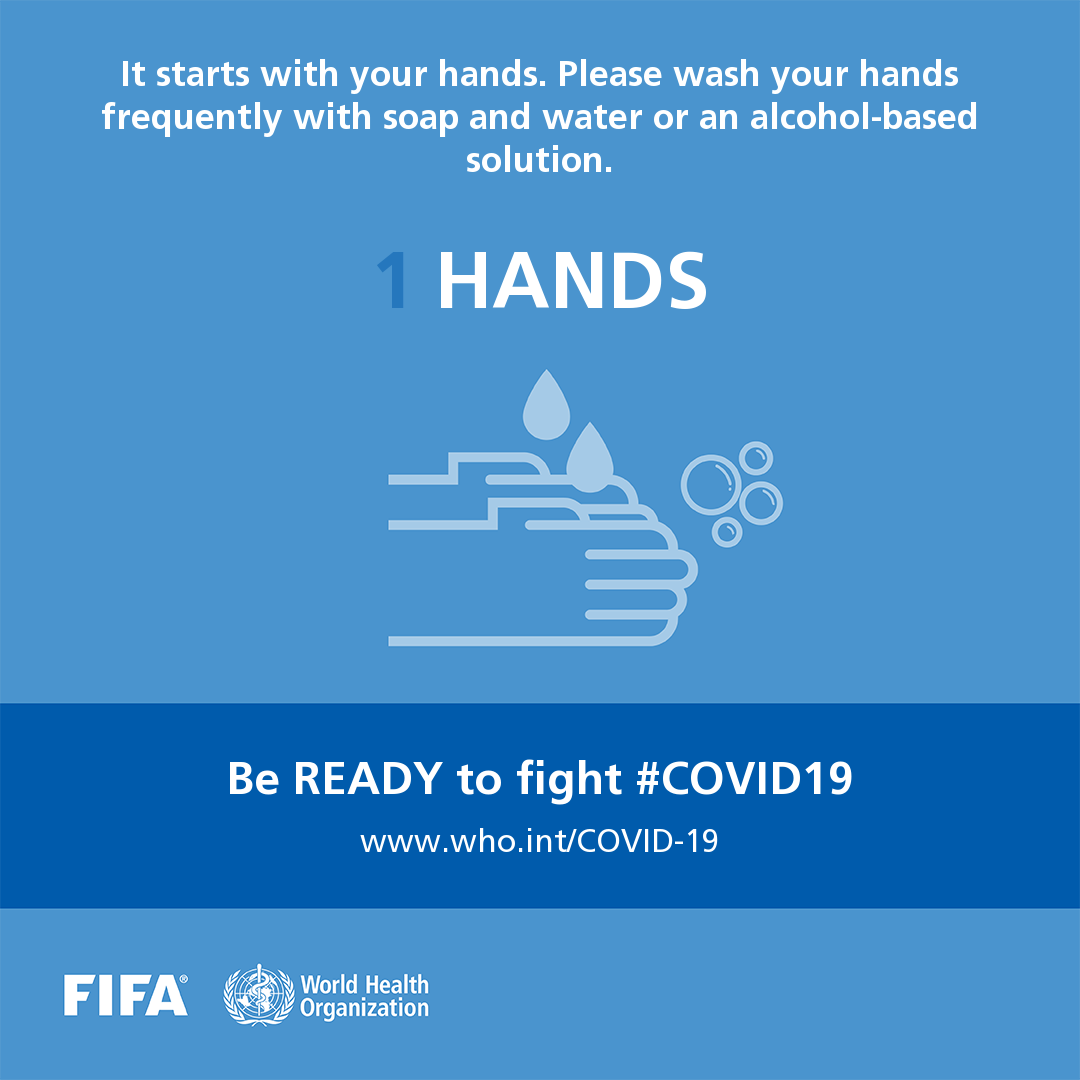 It starts with your hands. Please wash your hands
frequently with soap and water or an alcohol-based
solution.
1 HANDS
Be READY to fight #COVID19
www.who.int/COVID-19
FIFA®
World Health
Organization